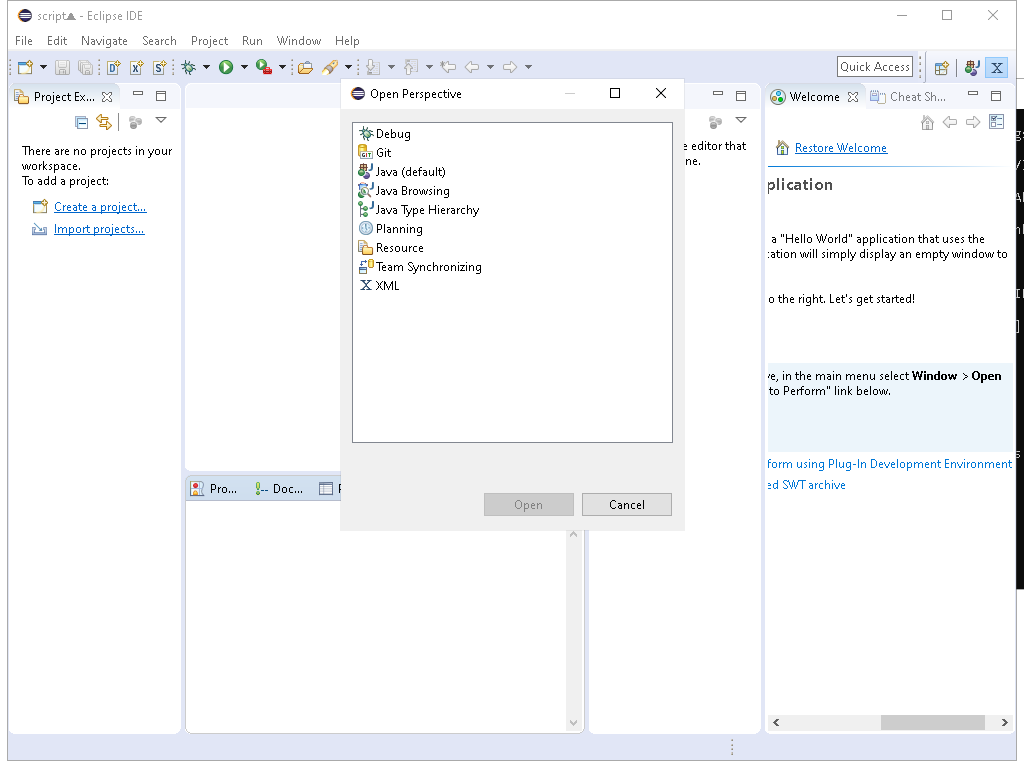 script▲ - Eclipse IDE
File Edit Navigate Search Project Run Window Help
Quick Access
Project Ex...
There are no projects in your
workspace.
To add a project:
Create a project...
Import projects...
Open Perspective
Debug
Git
Java (default)
Java Browsing
Java Type Hierarchy
Planning
Resource
Team Synchronizing
XML
Open Cancel
Pro... Doc...
editor that
ne.
Welcome Cheat Sh...
Restore Welcome
plication
a "Hello World" application that uses the
ation will simply display an empty window to
o the right. Let's get started!
ve, in the main menu select Window > Open
to Perform" link below.
form using Plug-In Development Environment
ed SWT archive